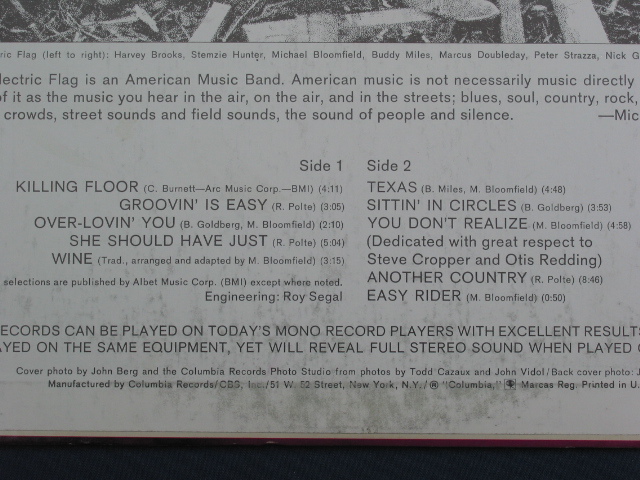 ric Flag (left to right): Harvey Brooks, Stemzie Hunter, Michael Bloomfield, Buddy Miles, Marcus Doubleday, Peter Strazza, Nick G
lectric Flag is an American Music Band. American music is not necessarily music directly
of it as the music you hear in the air, on the air, and in the streets; blues, soul, country, rock,
crowds, street sounds and field sounds, the sound of people and silence. —Mic
Side 1
KILLING FLOOR (C. Burnett—Arc Music Corp.—BMI) (4:11)
GROOVIN' IS EASY (R. Polte) (3:05)
OVER-LOVIN' YOU (B. Goldberg, M. Bloomfield) (2:10)
SHE SHOULD HAVE JUST (R. Polte) (5:04)
WINE (Trad., arranged and adapted by M. Bloomfield) (3:15)
selections are published by Albet Music Corp. (BMI) except where noted.
Engineering: Roy Segal
Side 2
TEXAS (B. Miles, M. Bloomfield) (4:48)
SITTIN' IN CIRCLES (B. Goldberg) (3:53)
YOU DON'T REALIZE (M. Bloomfield) (4:58)
(Dedicated with great respect to
Steve Cropper and Otis Redding)
ANOTHER COUNTRY (R. Polte) (8:46)
EASY RIDER (M. Bloomfield) (0:50)
RECORDS CAN BE PLAYED ON TODAY'S MONO RECORD PLAYERS WITH EXCELLENT RESULTS
AYED ON THE SAME EQUIPMENT, YET WILL REVEAL FULL STEREO SOUND WHEN PLAYED O
Cover photo by John Berg and the Columbia Records Photo Studio from photos by Todd Cazaux and John Vidol/Back cover photo: J
Manufactured by Columbia Records/CBS, Inc./51 W. 52 Street, New York, N.Y./® "Columbia," Marcas Reg. Printed in U.